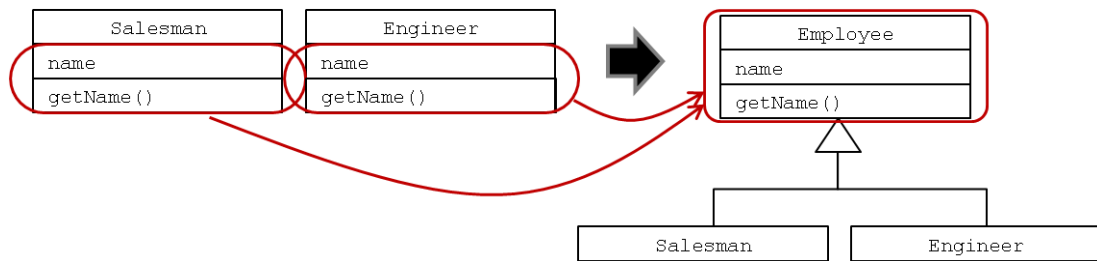 Salesman
name
getName()
Engineer
name
getName()
Employee
name
getName()
Salesman
Engineer